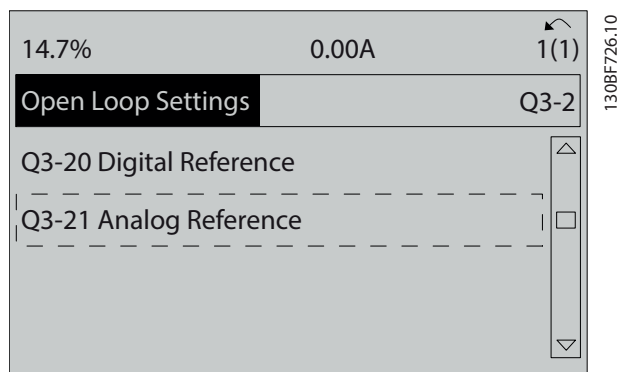 14.7% 0.00A 1(1)
Open Loop Settings Q3-2
Q3-20 Digital Reference
Q3-21 Analog Reference
130BF726.10